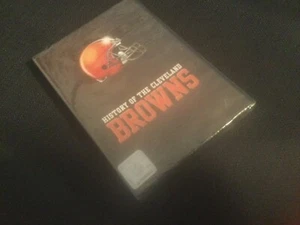 HISTORY OF THE CLEVELAND
BROWNS